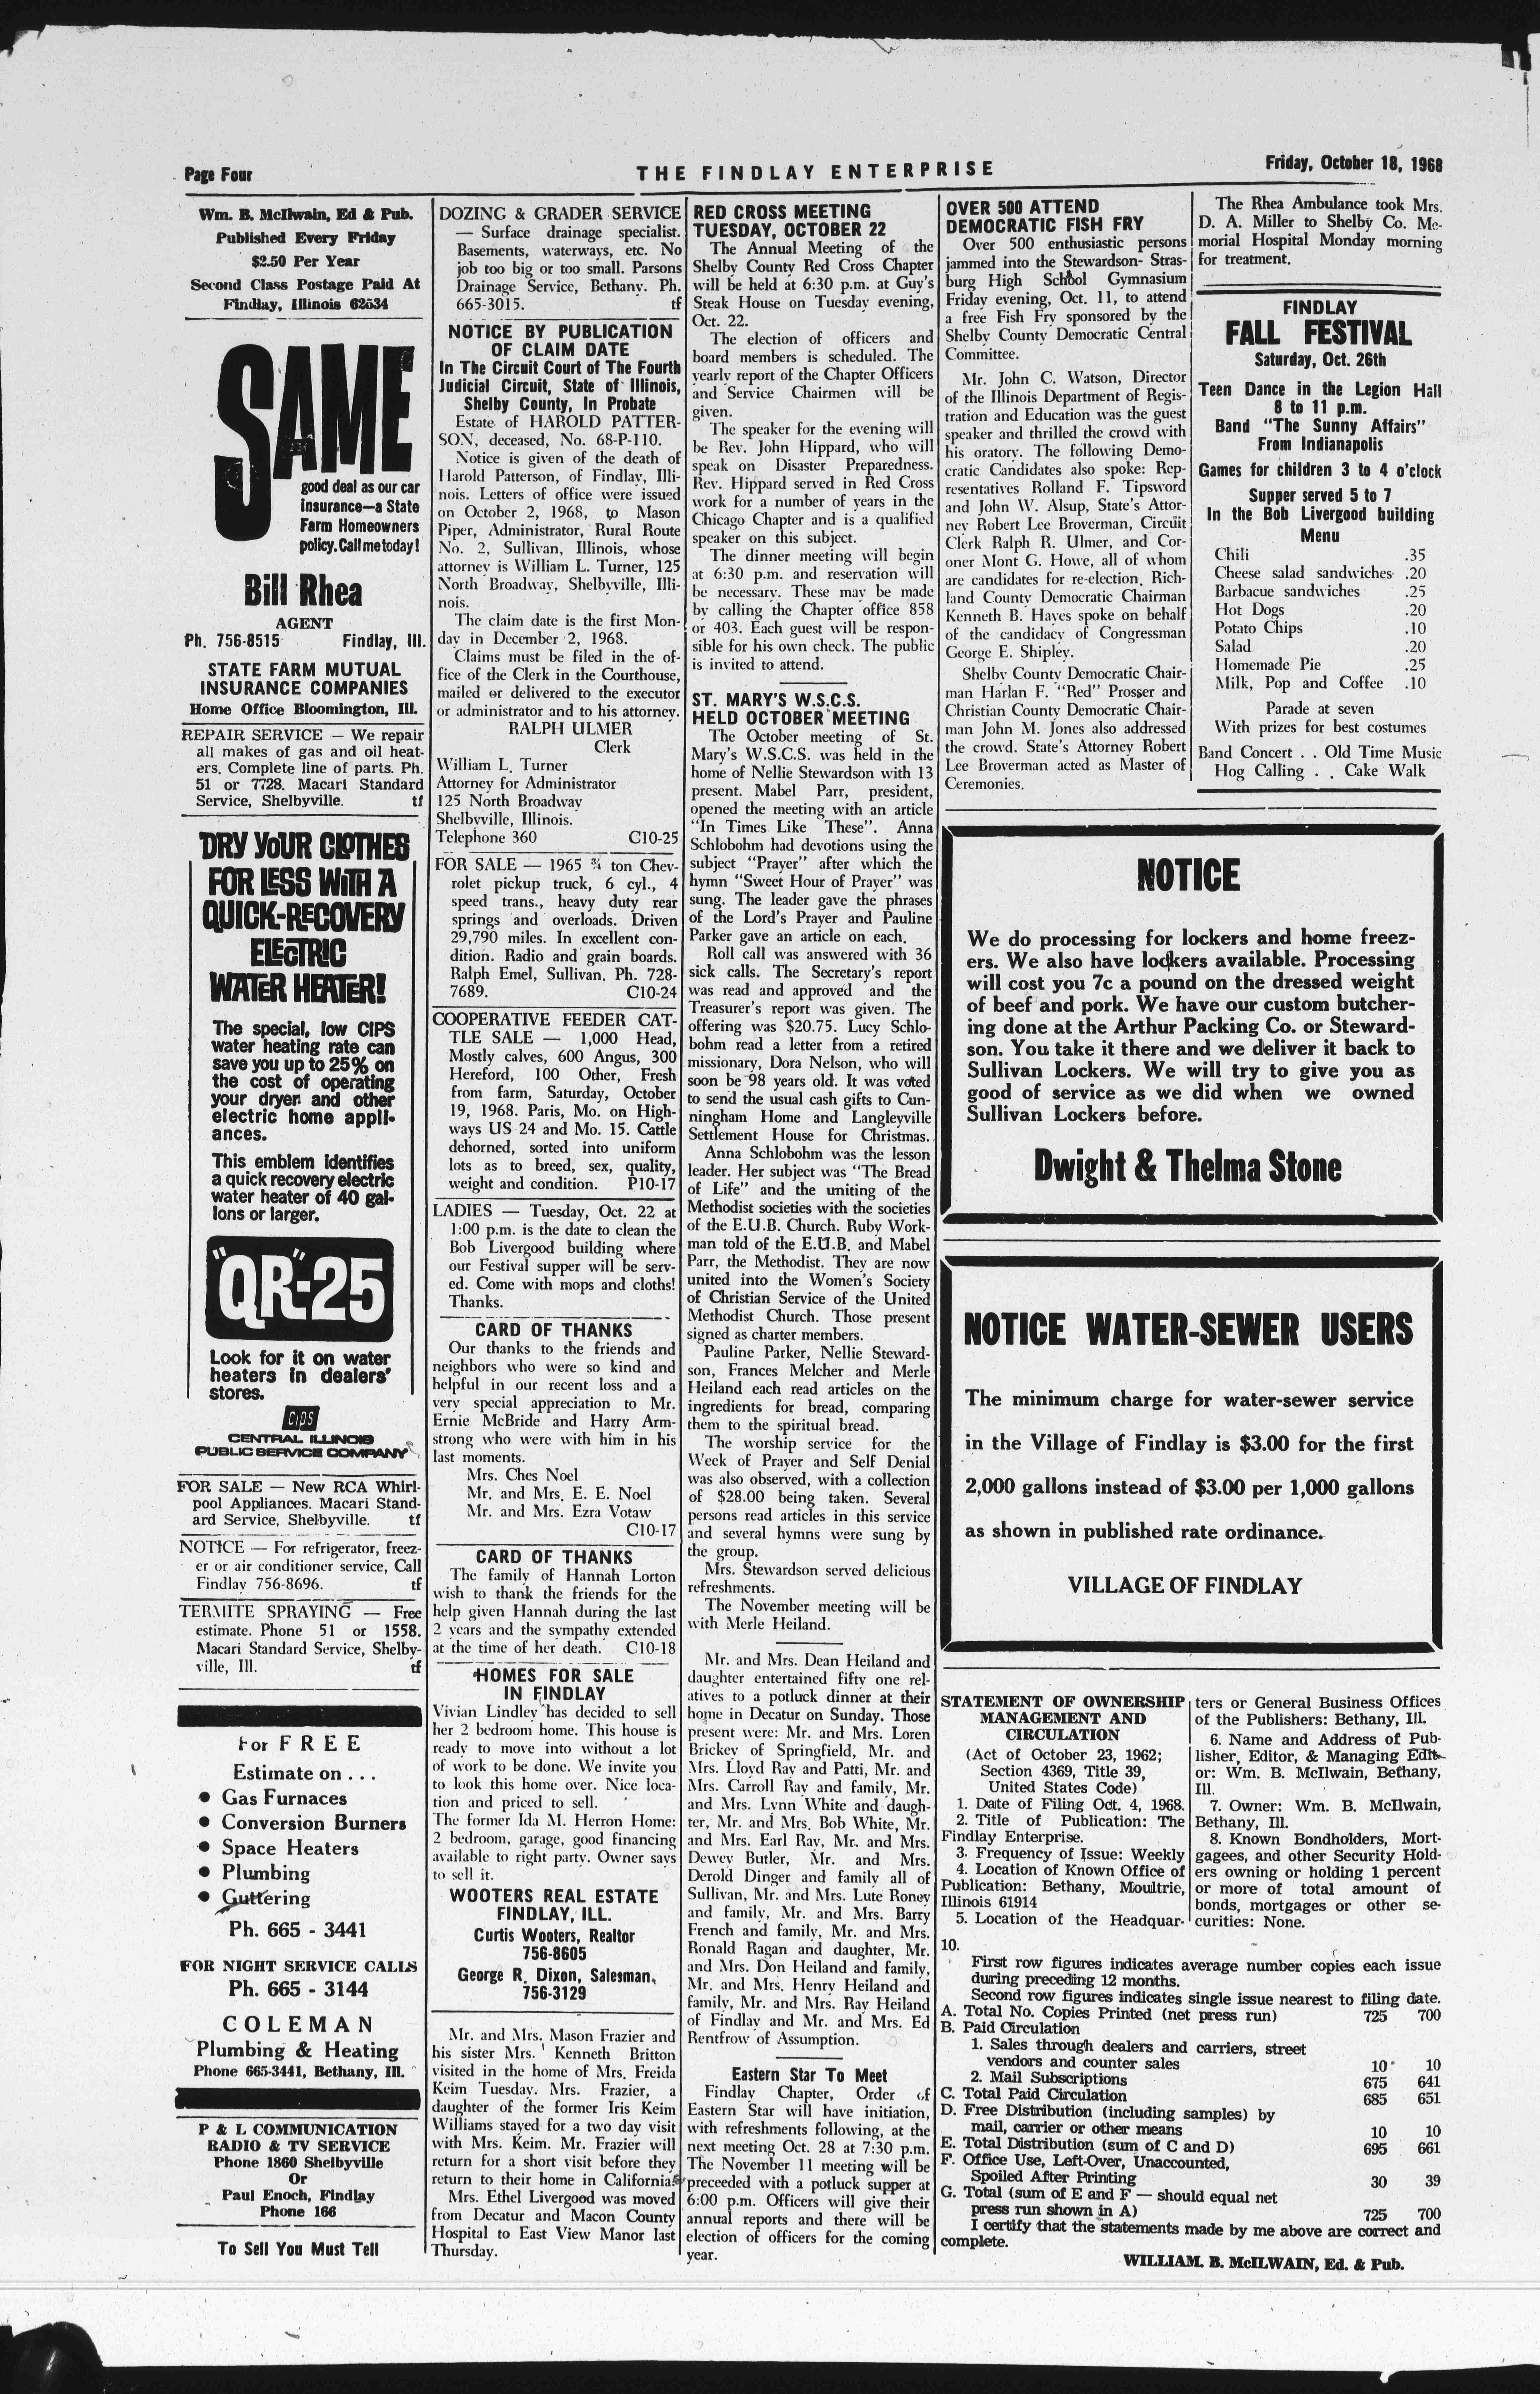 Page Four
THE FINDLAY ENTERPRISE
Friday, October 18, 1968
Wm. B. McIlwain, Ed & Pub.
Published Every Friday
$2.50 Per Year
Second Class Postage Paid At
Findlay, Illinois 62534
SAME
good deal as our car
insurance—a State
Farm Homeowners
policy. Call me today!
Bill Rhea
AGENT
Ph. 756-8515 Findlay, Ill.
STATE FARM MUTUAL
INSURANCE COMPANIES
Home Office Bloomington, Ill.
REPAIR SERVICE — We repair
all makes of gas and oil heat-
ers. Complete line of parts. Ph.
51 or 7728. Macari Standard
Service, Shelbyville. tf
DRY YOUR CLOTHES
FOR LESS WITH A
QUICK-RECOVERY
ELECTRIC
WATER HEATER!
The special, low CIPS
water heating rate can
save you up to 25% on
the cost of operating
your dryer and other
electric home appli-
ances.
This emblem identifies
a quick recovery electric
water heater of 40 gal-
lons or larger.
"QR"-25
Look for it on water
heaters in dealers'
stores.
CIPS
CENTRAL ILLINOIS
PUBLIC SERVICE COMPANY
FOR SALE — New RCA Whirl-
pool Appliances. Macari Stand-
ard Service, Shelbyville. tf
NOTICE — For refrigerator, freez-
er or air conditioner service, Call
Findlay 756-8696. tf
TERMITE SPRAYING — Free
estimate. Phone 51 or 1558.
Macari Standard Service, Shelby-
ville, Ill. tf
For FREE
Estimate on . . .
• Gas Furnaces
• Conversion Burners
• Space Heaters
• Plumbing
• Guttering
Ph. 665 - 3441
FOR NIGHT SERVICE CALLS
Ph. 665 - 3144
COLEMAN
Plumbing & Heating
Phone 665-3441, Bethany, Ill.
P & L COMMUNICATION
RADIO & TV SERVICE
Phone 1860 Shelbyville
Or
Paul Enoch, Findlay
Phone 166
To Sell You Must Tell
DOZING & GRADER SERVICE
— Surface drainage specialist.
Basements, waterways, etc. No
job too big or too small. Parsons
Drainage Service, Bethany. Ph.
665-3015. tf
NOTICE BY PUBLICATION
OF CLAIM DATE
In The Circuit Court of The Fourth
Judicial Circuit, State of Illinois,
Shelby County, In Probate
Estate of HAROLD PATTER-
SON, deceased, No. 68-P-110.
Notice is given of the death of
Harold Patterson, of Findlay, Illi-
nois. Letters of office were issued
on October 2, 1968, to Mason
Piper, Administrator, Rural Route
No. 2, Sullivan, Illinois, whose
attorney is William L. Turner, 125
North Broadway, Shelbyville, Illi-
nois.
The claim date is the first Mon-
day in December 2, 1968.
Claims must be filed in the of-
fice of the Clerk in the Courthouse,
mailed or delivered to the executor
or administrator and to his attorney.
RALPH ULMER
Clerk
William L. Turner
Attorney for Administrator
125 North Broadway
Shelbyville, Illinois.
Telephone 360 C10-25
FOR SALE — 1965 ¾ ton Chev-
rolet pickup truck, 6 cyl., 4
speed trans., heavy duty rear
springs and overloads. Driven
29,790 miles. In excellent con-
dition. Radio and grain boards.
Ralph Emel, Sullivan. Ph. 728-
7689. C10-24
COOPERATIVE FEEDER CAT-
TLE SALE — 1,000 Head,
Mostly calves, 600 Angus, 300
Hereford, 100 Other, Fresh
from farm, Saturday, October
19, 1968. Paris, Mo. on High-
ways US 24 and Mo. 15. Cattle
dehorned, sorted into uniform
lots as to breed, sex, quality,
weight and condition. P10-17
LADIES — Tuesday, Oct. 22 at
1:00 p.m. is the date to clean the
Bob Livergood building where
our Festival supper will be serv-
ed. Come with mops and cloths!
Thanks.
CARD OF THANKS
Our thanks to the friends and
neighbors who were so kind and
helpful in our recent loss and a
very special appreciation to Mr.
Ernie McBride and Harry Arm-
strong who were with him in his
last moments.
Mrs. Ches Noel
Mr. and Mrs. E. E. Noel
Mr. and Mrs. Ezra Votaw
C10-17
CARD OF THANKS
The family of Hannah Lorton
wish to thank the friends for the
help given Hannah during the last
2 years and the sympathy extended
at the time of her death. C10-18
HOMES FOR SALE
IN FINDLAY
Vivian Lindley has decided to sell
her 2 bedroom home. This house is
ready to move into without a lot
of work to be done. We invite you
to look this home over. Nice loca-
tion and priced to sell.
The former Ida M. Herron Home:
2 bedroom, garage, good financing
available to right party. Owner says
to sell it.
WOOTERS REAL ESTATE
FINDLAY, ILL.
Curtis Wooters, Realtor
756-8605
George R. Dixon, Salesman,
756-3129
Mr. and Mrs. Mason Frazier and
his sister Mrs. Kenneth Britton
visited in the home of Mrs. Freida
Keim Tuesday. Mrs. Frazier, a
daughter of the former Iris Keim
Williams stayed for a two day visit
with Mrs. Keim. Mr. Frazier will
return for a short visit before they
return to their home in California.
Mrs. Ethel Livergood was moved
from Decatur and Macon County
Hospital to East View Manor last
Thursday.
RED CROSS MEETING
TUESDAY, OCTOBER 22
The Annual Meeting of the
Shelby County Red Cross Chapter
will be held at 6:30 p.m. at Guy's
Steak House on Tuesday evening,
Oct. 22.
The election of officers and
board members is scheduled. The
yearly report of the Chapter Officers
and Service Chairmen will be
given.
The speaker for the evening will
be Rev. John Hippard, who will
speak on Disaster Preparedness.
Rev. Hippard served in Red Cross
work for a number of years in the
Chicago Chapter and is a qualified
speaker on this subject.
The dinner meeting will begin
at 6:30 p.m. and reservation will
be necessary. These may be made
by calling the Chapter office 858
or 403. Each guest will be respon-
sible for his own check. The public
is invited to attend.
ST. MARY'S W.S.C.S.
HELD OCTOBER MEETING
The October meeting of St.
Mary's W.S.C.S. was held in the
home of Nellie Stewardson with 13
present. Mabel Parr, president,
opened the meeting with an article
"In Times Like These". Anna
Schlobohm had devotions using the
subject "Prayer" after which the
hymn "Sweet Hour of Prayer" was
sung. The leader gave the phrases
of the Lord's Prayer and Pauline
Parker gave an article on each.
Roll call was answered with 36
sick calls. The Secretary's report
was read and approved and the
Treasurer's report was given. The
offering was $20.75. Lucy Schlo-
bohm read a letter from a retired
missionary, Dora Nelson, who will
soon be 98 years old. It was voted
to send the usual cash gifts to Cun-
ningham Home and Langleyville
Settlement House for Christmas.
Anna Schlobohm was the lesson
leader. Her subject was "The Bread
of Life" and the uniting of the
Methodist societies with the societies
of the E.U.B. Church. Ruby Work-
man told of the E.U.B. and Mabel
Parr, the Methodist. They are now
united into the Women's Society
of Christian Service of the United
Methodist Church. Those present
signed as charter members.
Pauline Parker, Nellie Steward-
son, Frances Melcher and Merle
Heiland each read articles on the
ingredients for bread, comparing
them to the spiritual bread.
The worship service for the
Week of Prayer and Self Denial
was also observed, with a collection
of $28.00 being taken. Several
persons read articles in this service
and several hymns were sung by
the group.
Mrs. Stewardson served delicious
refreshments.
The November meeting will be
with Merle Heiland.
Mr. and Mrs. Dean Heiland and
daughter entertained fifty one rel-
atives to a potluck dinner at their
home in Decatur on Sunday. Those
present were: Mr. and Mrs. Loren
Brickey of Springfield, Mr. and
Mrs. Lloyd Ray and Patti, Mr. and
Mrs. Carroll Ray and family, Mr.
and Mrs. Lynn White and daugh-
ter, Mr. and Mrs. Bob White, Mr.
and Mrs. Earl Ray, Mr. and Mrs.
Dewey Butler, Mr. and Mrs.
Derold Dinger and family all of
Sullivan, Mr. and Mrs. Lute Roney
and family, Mr. and Mrs. Barry
French and family, Mr. and Mrs.
Ronald Ragan and daughter, Mr.
and Mrs. Don Heiland and family,
Mr. and Mrs. Henry Heiland and
family, Mr. and Mrs. Ray Heiland
of Findlay and Mr. and Mrs. Ed
Rentfrow of Assumption.
Eastern Star To Meet
Findlay Chapter, Order of
Eastern Star will have initiation,
with refreshments following, at the
next meeting Oct. 28 at 7:30 p.m.
The November 11 meeting will be
preceeded with a potluck supper at
6:00 p.m. Officers will give their
annual reports and there will be
election of officers for the coming
year.
OVER 500 ATTEND
DEMOCRATIC FISH FRY
Over 500 enthusiastic persons
jammed into the Stewardson- Stras-
burg High School Gymnasium
Friday evening, Oct. 11, to attend
a free Fish Fry sponsored by the
Shelby County Democratic Central
Committee.
Mr. John C. Watson, Director
of the Illinois Department of Regis-
tration and Education was the guest
speaker and thrilled the crowd with
his oratory. The following Demo-
cratic Candidates also spoke: Rep-
resentatives Rolland F. Tipsword
and John W. Alsup, State's Attor-
ney Robert Lee Broverman, Circuit
Clerk Ralph R. Ulmer, and Cor-
oner Mont G. Howe, all of whom
are candidates for re-election. Rich-
land County Democratic Chairman
Kenneth B. Hayes spoke on behalf
of the candidacy of Congressman
George E. Shipley.
Shelby County Democratic Chair-
man Harlan F. "Red" Prosser and
Christian County Democratic Chair-
man John M. Jones also addressed
the crowd. State's Attorney Robert
Lee Broverman acted as Master of
Ceremonies.
The Rhea Ambulance took Mrs.
D. A. Miller to Shelby Co. Me-
morial Hospital Monday morning
for treatment.
FINDLAY
FALL FESTIVAL
Saturday, Oct. 26th
Teen Dance in the Legion Hall
8 to 11 p.m.
Band "The Sunny Affairs"
From Indianapolis
Games for children 3 to 4 o'clock
Supper served 5 to 7
In the Bob Livergood building
Menu
Chili .35
Cheese salad sandwiches .20
Barbacue sandwiches .25
Hot Dogs .20
Potato Chips .10
Salad .20
Homemade Pie .25
Milk, Pop and Coffee .10
Parade at seven
With prizes for best costumes
Band Concert . . Old Time Music
Hog Calling . . Cake Walk
NOTICE
We do processing for lockers and home freez-
ers. We also have lockers available. Processing
will cost you 7c a pound on the dressed weight
of beef and pork. We have our custom butcher-
ing done at the Arthur Packing Co. or Steward-
son. You take it there and we deliver it back to
Sullivan Lockers. We will try to give you as
good of service as we did when we owned
Sullivan Lockers before.
Dwight & Thelma Stone
NOTICE WATER-SEWER USERS
The minimum charge for water-sewer service
in the Village of Findlay is $3.00 for the first
2,000 gallons instead of $3.00 per 1,000 gallons
as shown in published rate ordinance.
VILLAGE OF FINDLAY
STATEMENT OF OWNERSHIP
MANAGEMENT AND
CIRCULATION
(Act of October 23, 1962;
Section 4369, Title 39,
United States Code)
1. Date of Filing Oct. 4, 1968.
2. Title of Publication: The
Findlay Enterprise.
3. Frequency of Issue: Weekly
4. Location of Known Office of
Publication: Bethany, Moultrie,
Illinois 61914
5. Location of the Headquar-
ters or General Business Offices
of the Publishers: Bethany, Ill.
6. Name and Address of Pub-
lisher, Editor, & Managing Edit-
or: Wm. B. McIlwain, Bethany,
Ill.
7. Owner: Wm. B. McIlwain,
Bethany, Ill.
8. Known Bondholders, Mort-
gagees, and other Security Hold-
ers owning or holding 1 percent
or more of total amount of
bonds, mortgages or other se-
curities: None.
10.
First row figures indicates average number copies each issue
during preceding 12 months.
Second row figures indicates single issue nearest to filing date.
A. Total No. Copies Printed (net press run) 725 700
B. Paid Circulation
1. Sales through dealers and carriers, street
vendors and counter sales 10 10
2. Mail Subscriptions 675 641
C. Total Paid Circulation 685 651
D. Free Distribution (including samples) by
mail, carrier or other means 10 10
E. Total Distribution (sum of C and D) 695 661
F. Office Use, Left-Over, Unaccounted,
Spoiled After Printing 30 39
G. Total (sum of E and F — should equal net
press run shown in A) 725 700
I certify that the statements made by me above are correct and
complete.
WILLIAM. B. McILWAIN, Ed. & Pub.